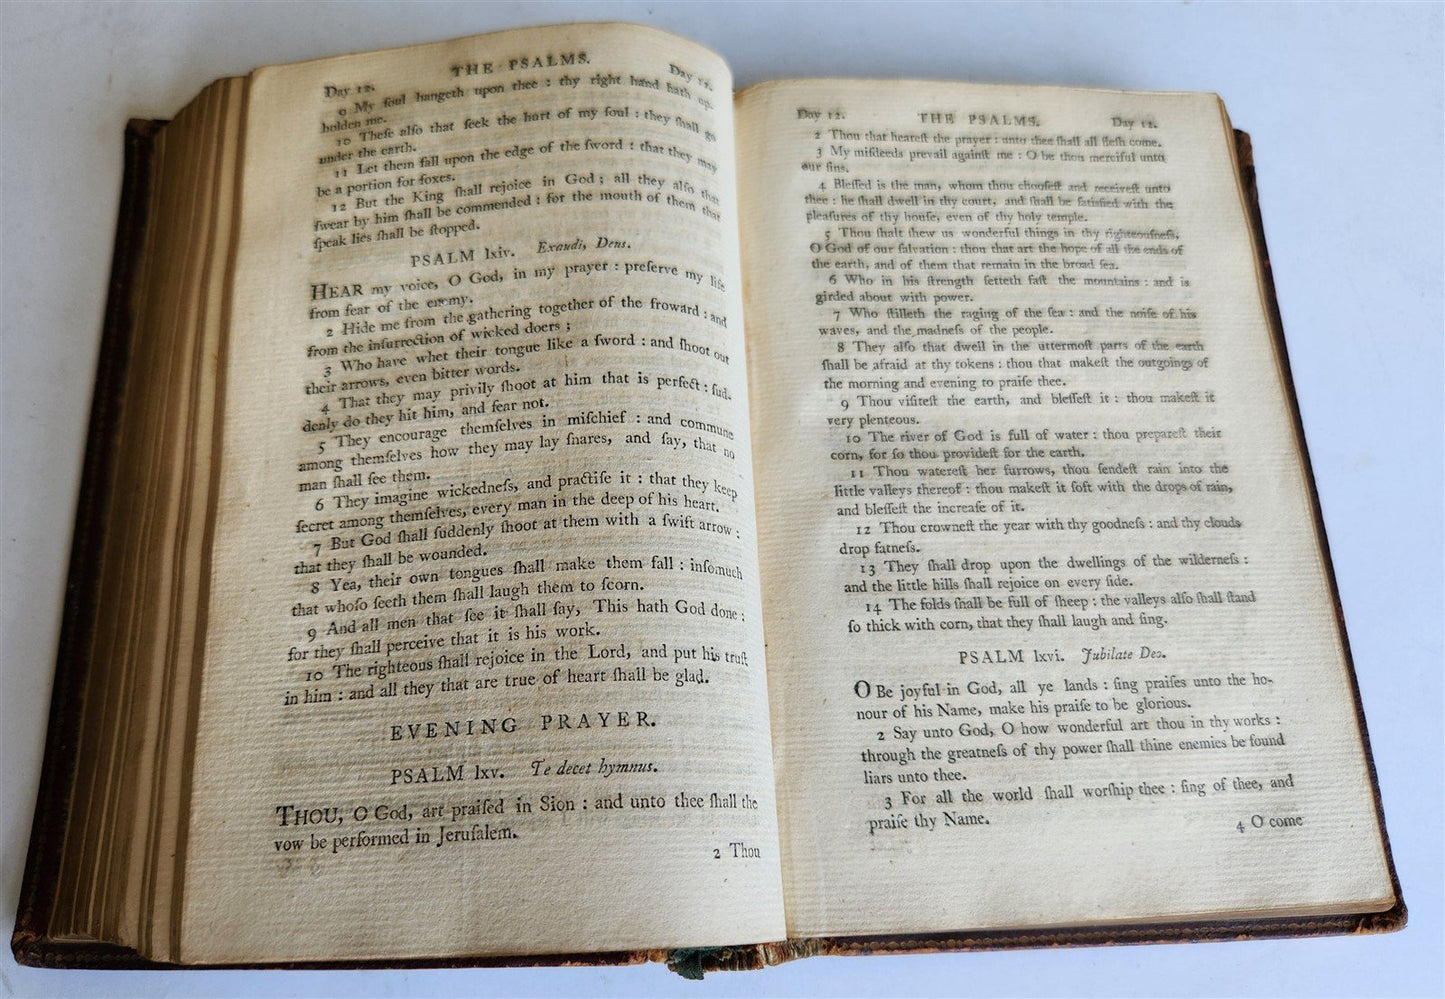 THE PSALMS.
Day 12. Day 12.
9 My ſoul hangeth upon thee : thy right hand hath up-
holden me.
10 Theſe alſo that ſeek the hurt of my ſoul : they ſhall go
under the earth.
11 Let them fall upon the edge of the ſword : that they may
be a portion for foxes.
12 But the King ſhall rejoice in God ; all they alſo that
ſwear by him ſhall be commended : for the mouth of them that
ſpeak lies ſhall be ſtopped.
PSALM lxiv. Exaudi, Deus.
HEAR my voice, O God, in my prayer : preſerve my life
from fear of the enemy.
2 Hide me from the gathering together of the froward : and
from the inſurrection of wicked doers ;
3 Who have whet their tongue like a ſword : and ſhoot out
their arrows, even bitter words.
4 That they may privily ſhoot at him that is perfect : ſud-
denly do they hit him, and fear not.
5 They encourage themſelves in miſchief : and commune
among themſelves how they may lay ſnares, and ſay, that no
man ſhall ſee them.
6 They imagine wickedneſs, and practiſe it : that they keep
ſecret among themſelves, every man in the deep of his heart.
7 But God ſhall ſuddenly ſhoot at them with a ſwift arrow :
that they ſhall be wounded.
8 Yea, their own tongues ſhall make them fall : inſomuch
that whoſo ſeeth them ſhall laugh them to ſcorn.
9 And all men that ſee it ſhall ſay, This hath God done ;
for they ſhall perceive that it is his work.
10 The righteous ſhall rejoice in the Lord, and put his truſt
in him : and all they that are true of heart ſhall be glad.
EVENING PRAYER.
PSALM lxv. Te decet hymnus.
THOU, O God, art praiſed in Sion : and unto thee ſhall the
vow be performed in Jeruſalem.
2 Thou
Day 12. THE PSALMS. Day 12.
2 Thou that heareſt the prayer : unto thee ſhall all fleſh come.
3 My miſdeeds prevail againſt me : O be thou merciful unto
our ſins.
4 Bleſſed is the man, whom thou chooſeſt and receiveſt unto
thee : he ſhall dwell in thy court, and ſhall be ſatisfied with the
pleaſures of thy houſe, even of thy holy temple.
5 Thou ſhalt ſhew us wonderful things in thy righteouſneſs,
O God of our ſalvation : thou that art the hope of all the ends of
the earth, and of them that remain in the broad ſea.
6 Who in his ſtrength ſetteth faſt the mountains : and is
girded about with power.
7 Who ſtilleth the raging of the ſea : and the noiſe of his
waves, and the madneſs of the people.
8 They alſo that dwell in the uttermoſt parts of the earth
ſhall be afraid at thy tokens : thou that makeſt the outgoings of
the morning and evening to praiſe thee.
9 Thou viſiteſt the earth, and bleſſeſt it : thou makeſt it
very plenteous.
10 The river of God is full of water : thou prepareſt their
corn, for ſo thou provideſt for the earth.
11 Thou watereſt her furrows, thou ſendeſt rain into the
little valleys thereof : thou makeſt it ſoft with the drops of rain,
and bleſſeſt the increaſe of it.
12 Thou crowneſt the year with thy goodneſs : and thy clouds
drop fatneſs.
13 They ſhall drop upon the dwellings of the wilderneſs :
and the little hills ſhall rejoice on every ſide.
14 The folds ſhall be full of ſheep : the valleys alſo ſhall ſtand
ſo thick with corn, that they ſhall laugh and ſing.
PSALM lxvi. Jubilate Deo.
O Be joyful in God, all ye lands : ſing praiſes unto the ho-
nour of his Name, make his praiſe to be glorious.
2 Say unto God, O how wonderful art thou in thy works :
through the greatneſs of thy power ſhall thine enemies be found
liars unto thee.
3 For all the world ſhall worſhip thee : ſing of thee, and
praiſe thy Name.
4 O come